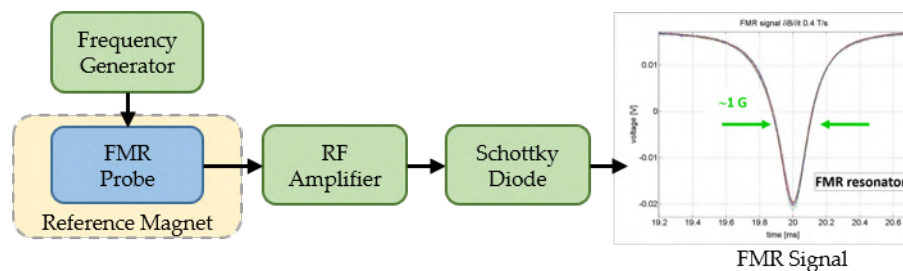 Frequency
Generator
FMR
Probe
Reference Magnet
RF
Amplifier
Schottky
Diode
FMR signal ∂B/∂t 0.4 T/s
voltage [V]
0.01
0
-0.01
-0.02
~1 G
FMR resonator
19.2 19.4 19.6 19.8 20 20.2 20.4 20.6
time [ms]
FMR Signal